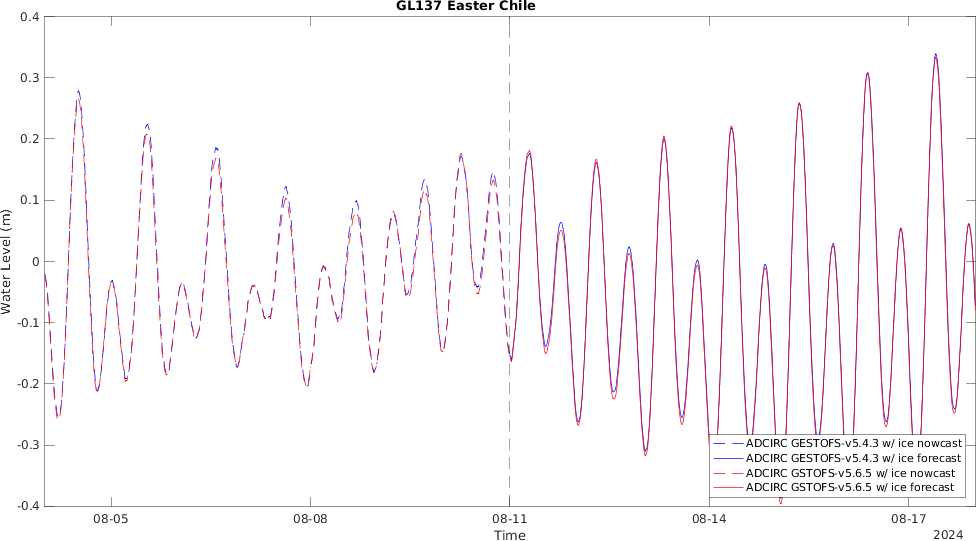 GL137 Easter Chile
0.4
0.3
0.2
0.1
0
-0.1
-0.2
-0.3
-0.4
Water Level (m)
ADCIRC GESTOFS-v5.4.3 w/ ice nowcast
ADCIRC GESTOFS-v5.4.3 w/ ice forecast
ADCIRC GSTOFS-v5.6.5 w/ ice nowcast
ADCIRC GSTOFS-v5.6.5 w/ ice forecast
08-05 08-08 08-11 08-14 08-17
Time
2024